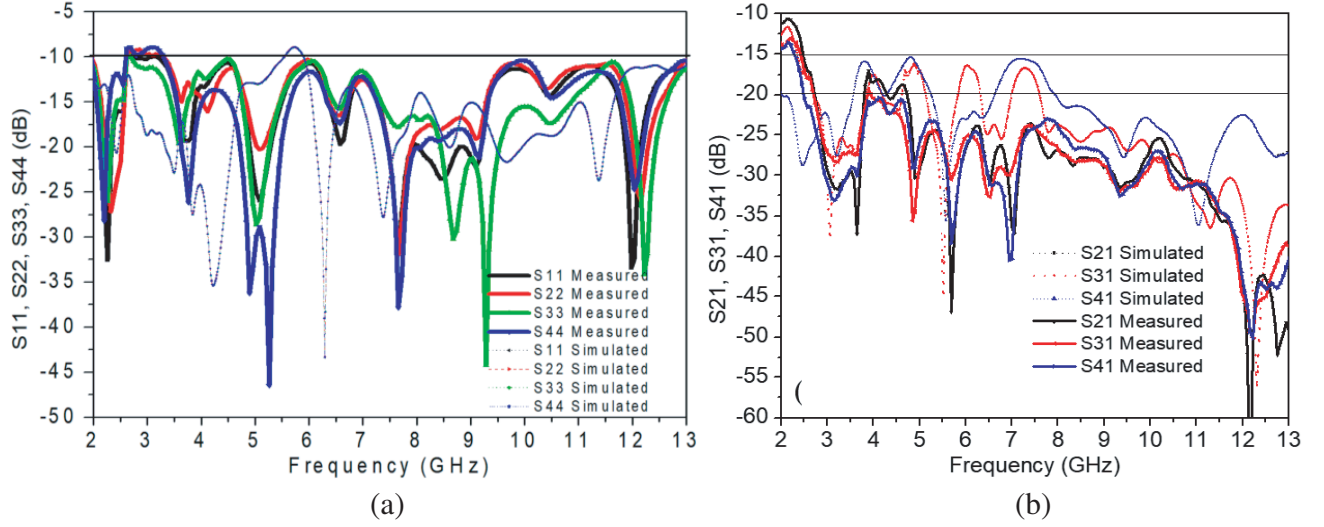 -5
-10
-15
-20
-25
-30
-35
-40
-45
-50
S11, S22, S33, S44 (dB)
S11 Measured
S22 Measured
S33 Measured
S44 Measured
S11 Simulated
S22 Simulated
S33 Simulated
S44 Simulated
2 3 4 5 6 7 8 9 10 11 12 13
Frequency (GHz)
(a)
-10
-15
-20
-25
-30
-35
-40
-45
-50
-55
-60
S21, S31, S41 (dB)
S21 Simulated
S31 Simulated
S41 Simulated
S21 Measured
S31 Measured
S41 Measured
(
2 3 4 5 6 7 8 9 10 11 12 13
Frequency (GHz)
(b)